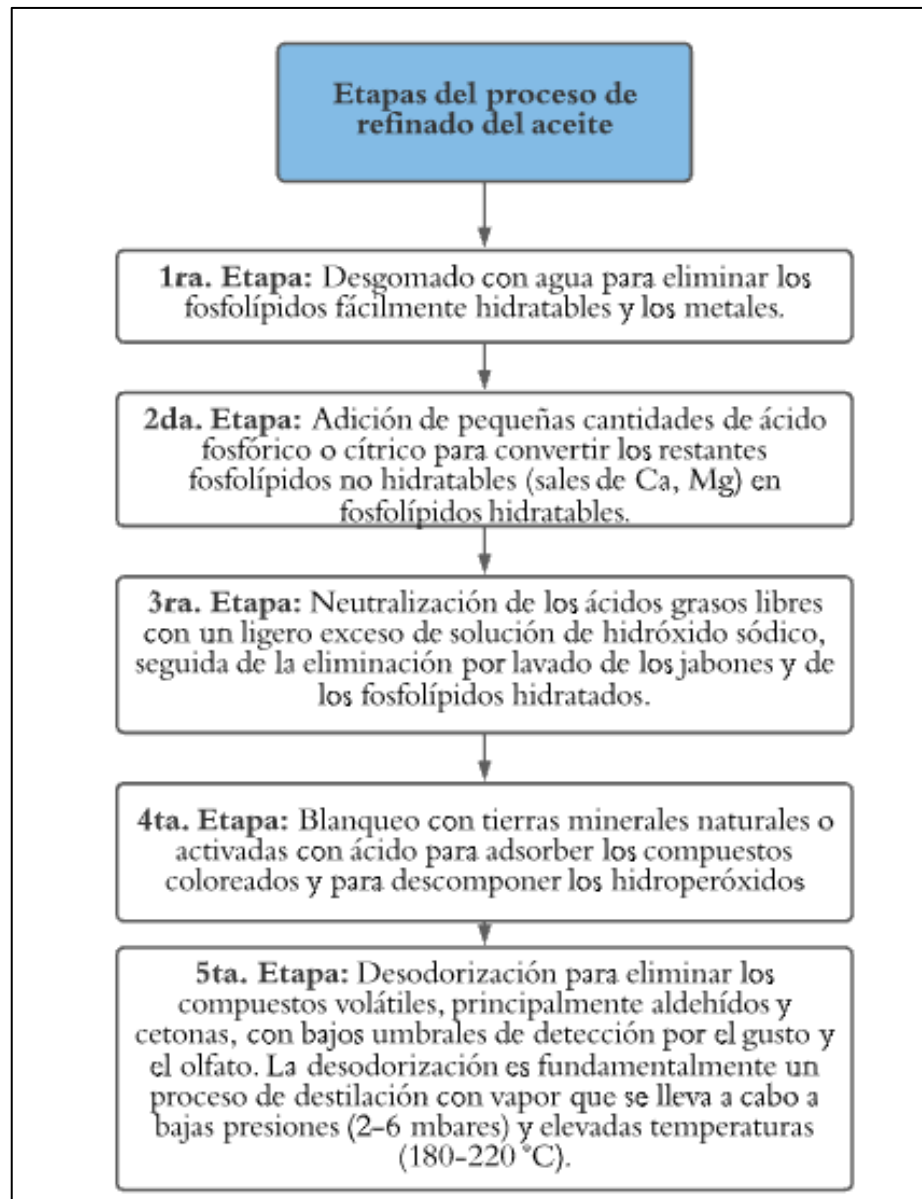 Etapas del proceso de
refinado del aceite
1ra. Etapa: Desgomado con agua para eliminar los
fosfolípidos fácilmente hidratables y los metales.
2da. Etapa: Adición de pequeñas cantidades de ácido
fosfórico o cítrico para convertir los restantes
fosfolípidos no hidratables (sales de Ca, Mg) en
fosfolípidos hidratables.
3ra. Etapa: Neutralización de los ácidos grasos libres
con un ligero exceso de solución de hidróxido sódico,
seguida de la eliminación por lavado de los jabones y de
los fosfolípidos hidratados.
4ta. Etapa: Blanqueo con tierras minerales naturales o
activadas con ácido para adsorber los compuestos
coloreados y para descomponer los hidroperóxidos
5ta. Etapa: Desodorización para eliminar los
compuestos volátiles, principalmente aldehídos y
cetonas, con bajos umbrales de detección por el gusto y
el olfato. La desodorización es fundamentalmente un
proceso de destilación con vapor que se lleva a cabo a
bajas presiones (2-6 mbares) y elevadas temperaturas
(180-220 °C).